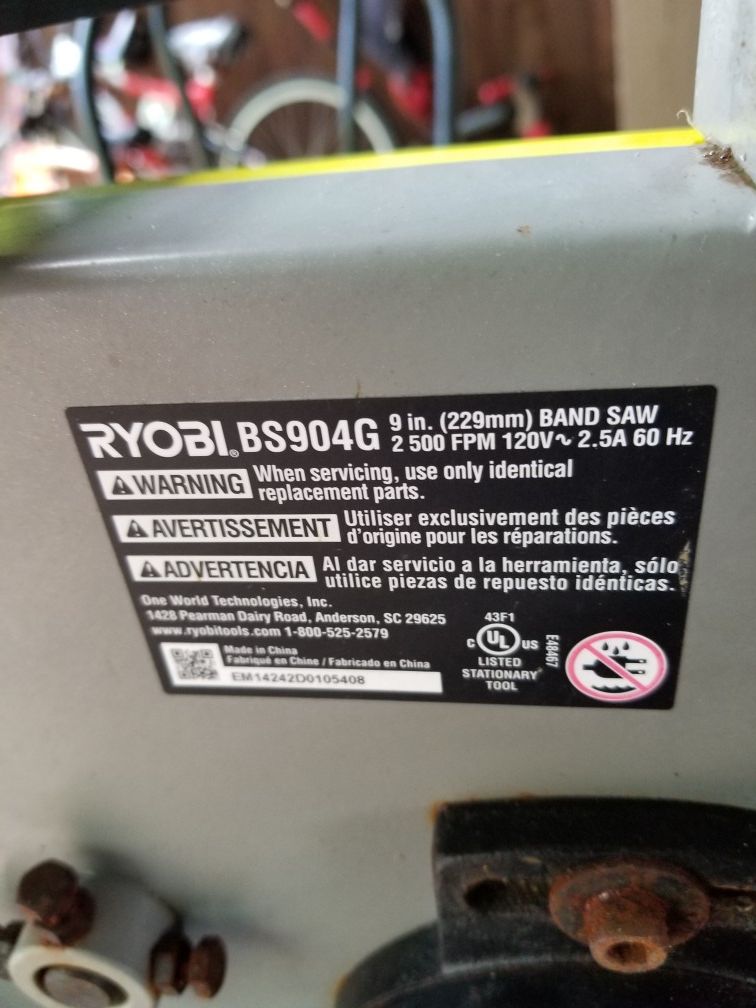 RYOBI® BS904G 9 in. (229mm) BAND SAW
2 500 FPM 120V~ 2.5A 60 Hz
WARNING When servicing, use only identical
replacement parts.
AVERTISSEMENT Utiliser exclusivement des pièces
d'origine pour les réparations.
ADVERTENCIA Al dar servicio a la herramienta, sólo
utilice piezas de repuesto idénticas.
One World Technologies, Inc.
1428 Pearman Dairy Road, Anderson, SC 29625
www.ryobitools.com 1-800-525-2579
Made in China
Fabriqué en Chine / Fabricado en China
EM14242D0105408
43F1
C UL US
E48467
LISTED
STATIONARY
TOOL